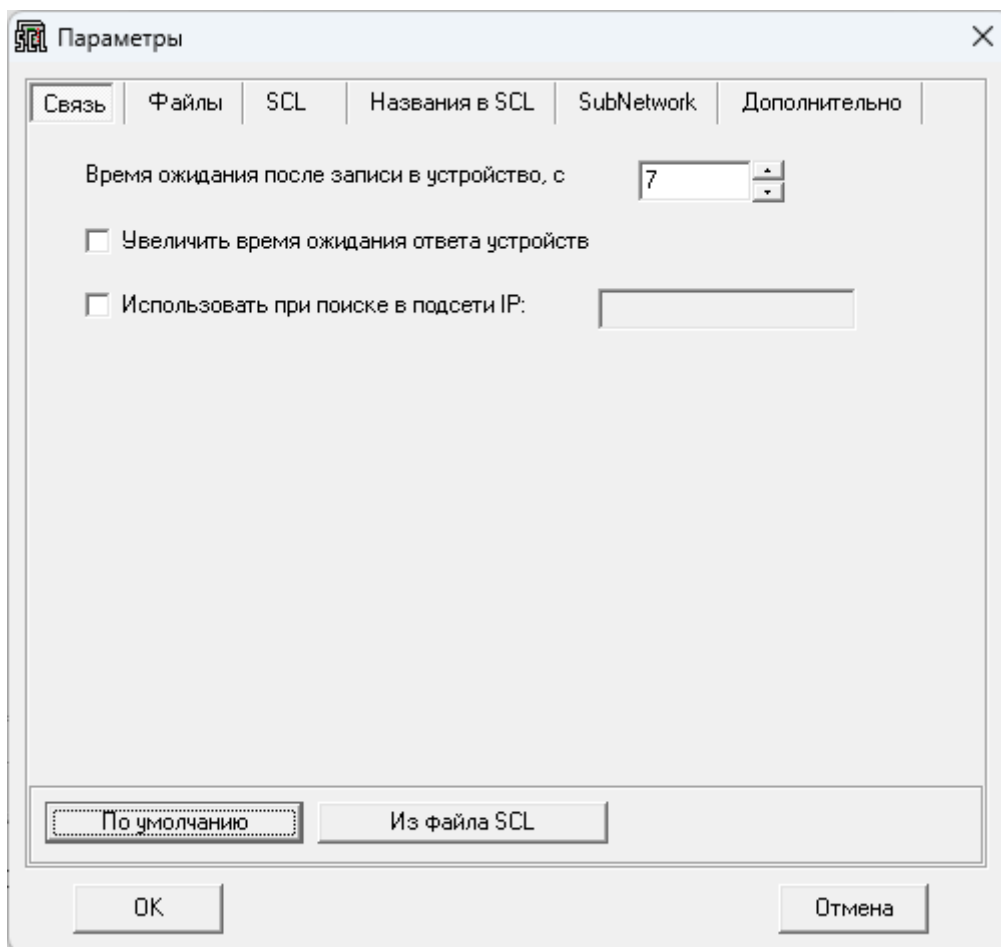 Параметры
Связь Файлы SCL Названия в SCL SubNetwork Дополнительно
Время ожидания после записи в устройство, с 7
Увеличить время ожидания ответа устройств
Использовать при поиске в подсети IP:
По умолчанию Из файла SCL
OK Отмена